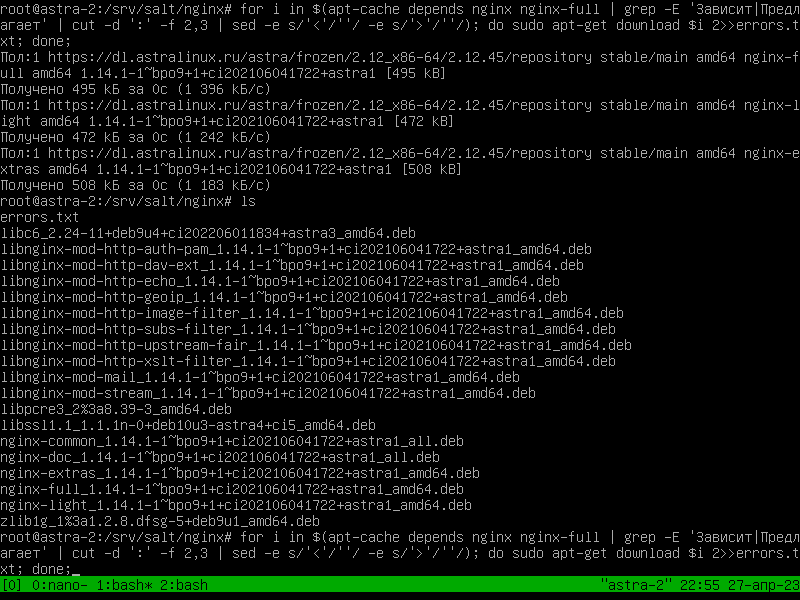 root@astra-2:/srv/salt/nginx# for i in $(apt-cache depends nginx nginx-full | grep -E 'Зависит|Предл
агает' | cut -d ':' -f 2,3 | sed -e s/'<'/''/ -e s/'>'/''/); do sudo apt-get download $i 2>>errors.t
xt; done;
Пол:1 https://dl.astralinux.ru/astra/frozen/2.12_x86-64/2.12.45/repository stable/main amd64 nginx-f
ull amd64 1.14.1-1~bpo9+1+ci202106041722+astra1 [495 kB]
Получено 495 кБ за 0с (1 396 кБ/c)
Пол:1 https://dl.astralinux.ru/astra/frozen/2.12_x86-64/2.12.45/repository stable/main amd64 nginx-l
ight amd64 1.14.1-1~bpo9+1+ci202106041722+astra1 [472 kB]
Получено 472 кБ за 0с (1 242 кБ/c)
Пол:1 https://dl.astralinux.ru/astra/frozen/2.12_x86-64/2.12.45/repository stable/main amd64 nginx-e
xtras amd64 1.14.1-1~bpo9+1+ci202106041722+astra1 [508 kB]
Получено 508 кБ за 0с (1 183 кБ/c)
root@astra-2:/srv/salt/nginx# ls
errors.txt
libc6_2.24-11+deb9u4+ci202206011834+astra3_amd64.deb
libnginx-mod-http-auth-pam_1.14.1-1~bpo9+1+ci202106041722+astra1_amd64.deb
libnginx-mod-http-dav-ext_1.14.1-1~bpo9+1+ci202106041722+astra1_amd64.deb
libnginx-mod-http-echo_1.14.1-1~bpo9+1+ci202106041722+astra1_amd64.deb
libnginx-mod-http-geoip_1.14.1-1~bpo9+1+ci202106041722+astra1_amd64.deb
libnginx-mod-http-image-filter_1.14.1-1~bpo9+1+ci202106041722+astra1_amd64.deb
libnginx-mod-http-subs-filter_1.14.1-1~bpo9+1+ci202106041722+astra1_amd64.deb
libnginx-mod-http-upstream-fair_1.14.1-1~bpo9+1+ci202106041722+astra1_amd64.deb
libnginx-mod-http-xslt-filter_1.14.1-1~bpo9+1+ci202106041722+astra1_amd64.deb
libnginx-mod-mail_1.14.1-1~bpo9+1+ci202106041722+astra1_amd64.deb
libnginx-mod-stream_1.14.1-1~bpo9+1+ci202106041722+astra1_amd64.deb
libpcre3_2%3a8.39-3_amd64.deb
libssl1.1_1.1.1n-0+deb10u3-astra4+ci5_amd64.deb
nginx-common_1.14.1-1~bpo9+1+ci202106041722+astra1_all.deb
nginx-doc_1.14.1-1~bpo9+1+ci202106041722+astra1_all.deb
nginx-extras_1.14.1-1~bpo9+1+ci202106041722+astra1_amd64.deb
nginx-full_1.14.1-1~bpo9+1+ci202106041722+astra1_amd64.deb
nginx-light_1.14.1-1~bpo9+1+ci202106041722+astra1_amd64.deb
zlib1g_1%3a1.2.8.dfsg-5+deb9u1_amd64.deb
root@astra-2:/srv/salt/nginx# for i in $(apt-cache depends nginx nginx-full | grep -E 'Зависит|Предл
агает' | cut -d ':' -f 2,3 | sed -e s/'<'/''/ -e s/'>'/''/); do sudo apt-get download $i 2>>errors.t
xt; done;_
[0] 0:nano- 1:bash* 2:bash "astra-2" 22:55 27-апр-23